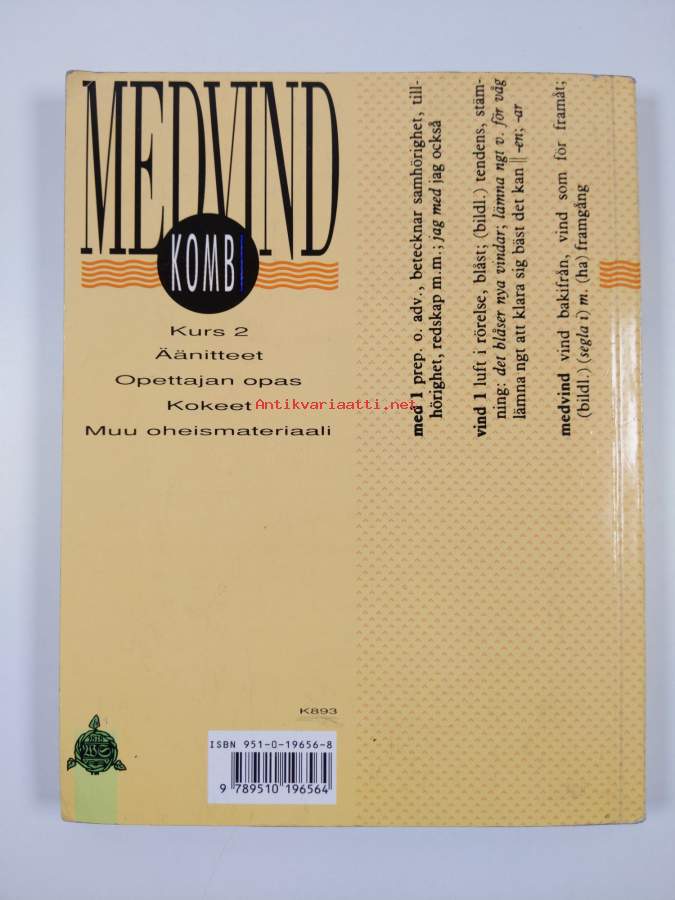 MEDVIND
KOMBI
Kurs 2
Äänitteet
Opettajan opas
Kokeet
Muu oheismateriaali
Antikvariaatti.net
med 1 prep. o. adv., betecknar samhörighet, till-
hörighet, redskap m.m.; jag med jag också
vind 1 luft i rörelse, blåst; (bildl.) tendens, stäm-
ning: det blåser nya vindar; lämna ngt v. för våg
lämna ngt att klara sig bäst det kan || -en; -ar
medvind vind bakifrån, vind som för framåt;
(bildl.) (segla i) m. (ha) framgång
K893
ISBN 951-0-19656-8
9 789510 196564